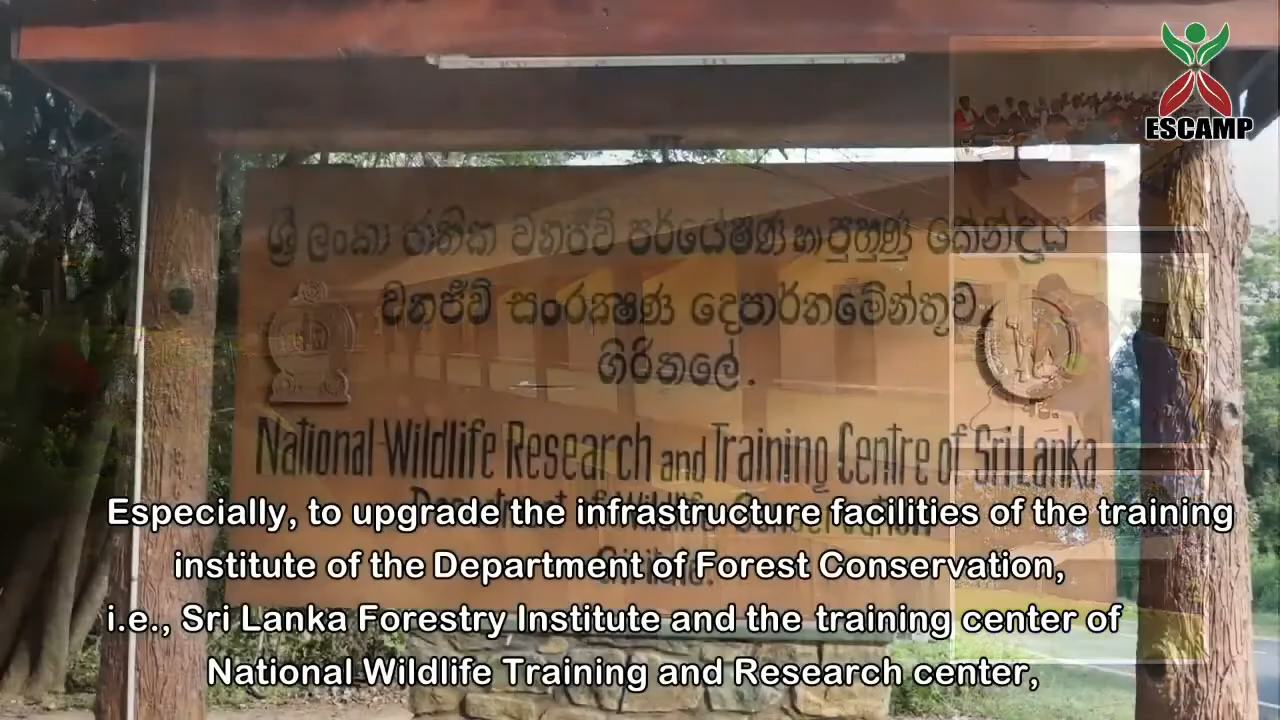 ESCAMP
ශ්‍රී ලංකා ජාතික වනජීවී පර්යේෂණ හා පුහුණු කේන්ද්‍රය
වනජීවී සංරක්ෂණ දෙපාර්තමේන්තුව
ගිරිතලේ.
National Wildlife Research and Training Centre of Sri Lanka
Especially, to upgrade the infrastructure facilities of the training
institute of the Department of Forest Conservation,
i.e., Sri Lanka Forestry Institute and the training center of
National Wildlife Training and Research center,